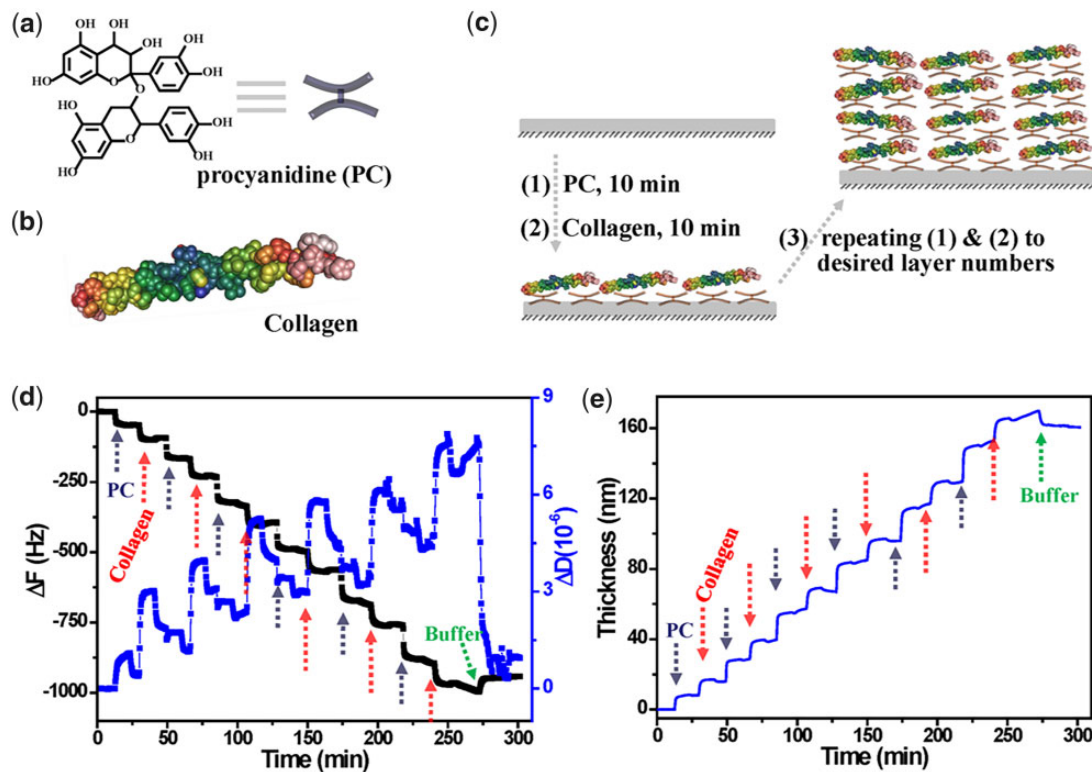 (a)
OH
OH
OH
OH
OH
HO
O
OH
O
OH
OH
O
HO
OH
procyanidine (PC)
(b)
Collagen
(c)
(1) PC, 10 min
(2) Collagen, 10 min
(3) repeating (1) & (2) to
desired layer numbers
(d)
0
-250
-500
-750
-1000
ΔF (Hz)
PC
Collagen
Buffer
9
6
3
0
ΔD(10⁻⁶)
0 50 100 150 200 250 300
Time (min)
(e)
160
120
80
40
0
Thickness (nm)
PC
Collagen
Buffer
0 50 100 150 200 250 300
Time (min)